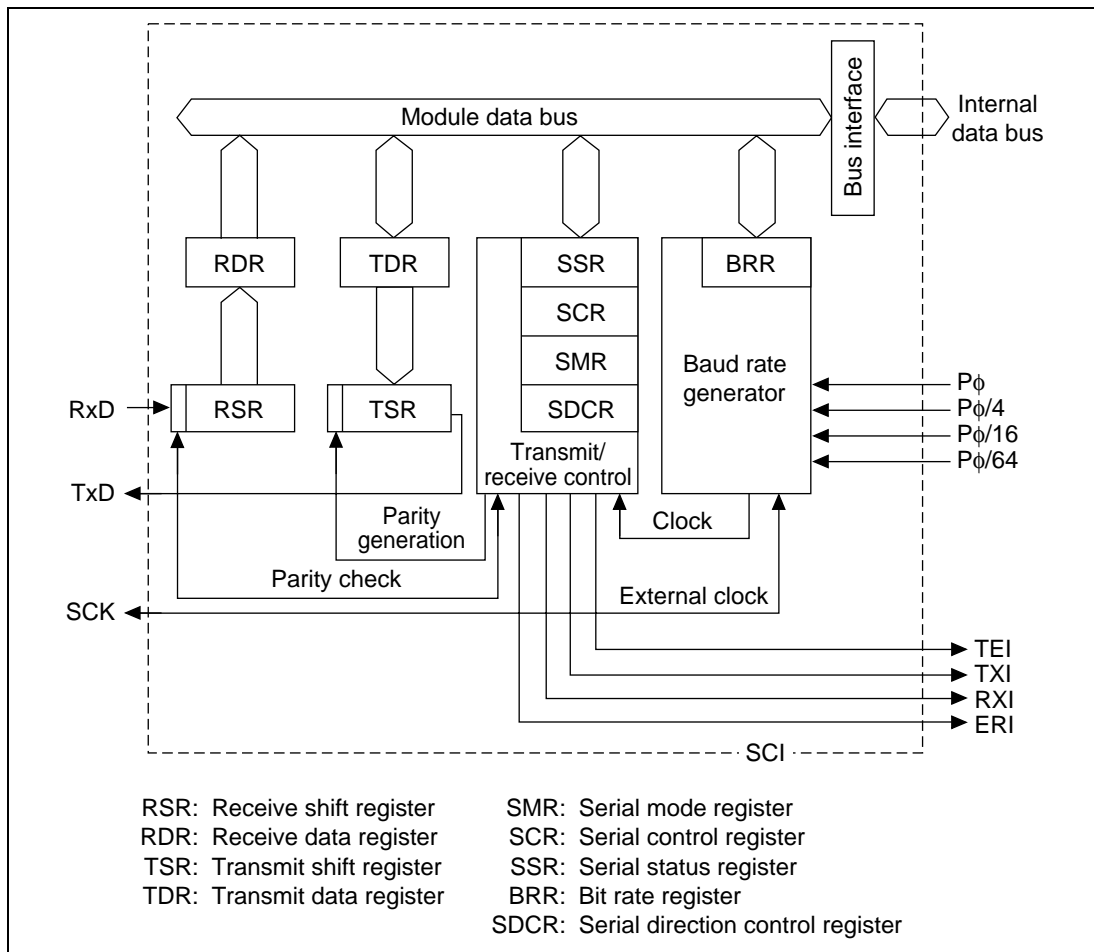 Module data bus
Bus interface
Internal
data bus
RDR
TDR
SSR
BRR
SCR
SMR
Baud rate
generator
RxD
RSR
TSR
SDCR
Pϕ
Pϕ/4
Pϕ/16
Pϕ/64
Transmit/
receive control
TxD
Parity
generation
Clock
Parity check
SCK
External clock
TEI
TXI
RXI
ERI
SCI
RSR: Receive shift register
RDR: Receive data register
TSR: Transmit shift register
TDR: Transmit data register
SMR: Serial mode register
SCR: Serial control register
SSR: Serial status register
BRR: Bit rate register
SDCR: Serial direction control register